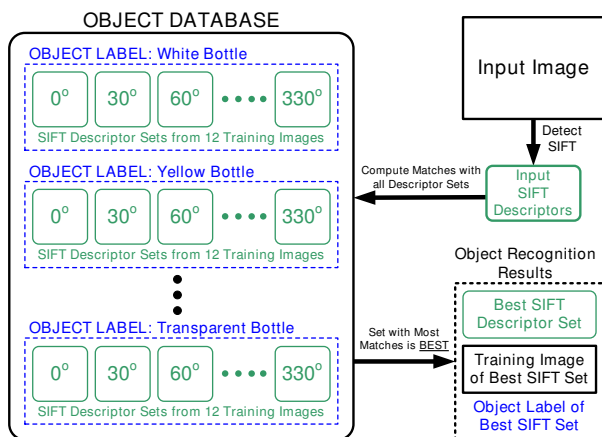 OBJECT DATABASE
OBJECT LABEL: White Bottle
0° 30° 60° 330°
SIFT Descriptor Sets from 12 Training Images
OBJECT LABEL: Yellow Bottle
0° 30° 60° 330°
SIFT Descriptor Sets from 12 Training Images
OBJECT LABEL: Transparent Bottle
0° 30° 60° 330°
SIFT Descriptor Sets from 12 Training Images
Input Image
Detect
SIFT
Input
SIFT
Descriptors
Compute Matches with
all Descriptor Sets
Set with Most
Matches is BEST
Object Recognition
Results
Best SIFT
Descriptor Set
Training Image
of Best SIFT Set
Object Label of
Best SIFT Set